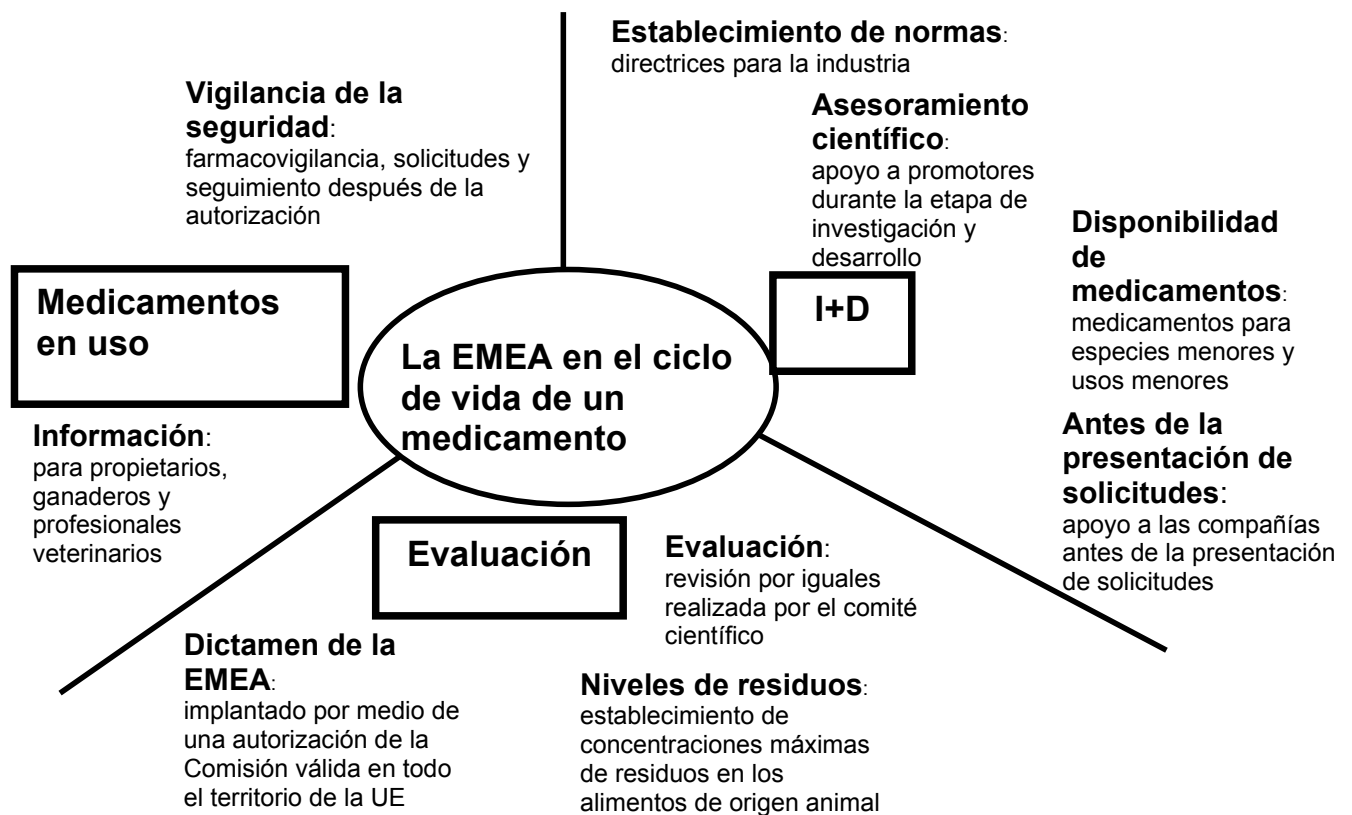 Establecimiento de normas:
directrices para la industria
Vigilancia de la
seguridad:
farmacovigilancia, solicitudes y
seguimiento después de la
autorización
Asesoramiento
científico:
apoyo a promotores
durante la etapa de
investigación y
desarrollo
Disponibilidad
de
medicamentos:
medicamentos para
especies menores y
usos menores
Medicamentos
en uso
I+D
La EMEA en el ciclo
de vida de un
medicamento
Antes de la
presentación de
solicitudes:
apoyo a las compañías
antes de la presentación
de solicitudes
Información:
para propietarios,
ganaderos y
profesionales
veterinarios
Evaluación
Evaluación:
revisión por iguales
realizada por el comité
científico
Dictamen de la
EMEA:
implantado por medio de
una autorización de la
Comisión válida en todo
el territorio de la UE
Niveles de residuos:
establecimiento de
concentraciones máximas
de residuos en los
alimentos de origen animal